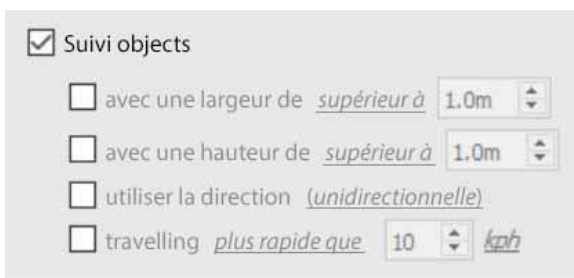 Suivi objects
avec une largeur de supérieur à 1.0m
avec une hauteur de supérieur à 1.0m
utiliser la direction (unidirectionnelle)
travelling plus rapide que 10 kph